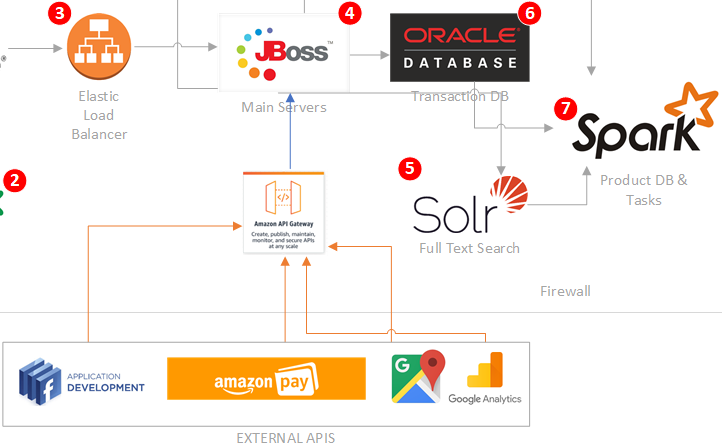 3
4
6
JBoss™
ORACLE®
DATABASE
®
Elastic
Load
Balancer
Main Servers
Transaction DB
7
Spark
2
5
Product DB &
Tasks
Amazon API Gateway
Create, publish, maintain,
monitor, and secure APIs
at any scale
Solr
Full Text Search
Firewall
f
APPLICATION
DEVELOPMENT
amazon pay
G
Google Analytics
EXTERNAL APIS